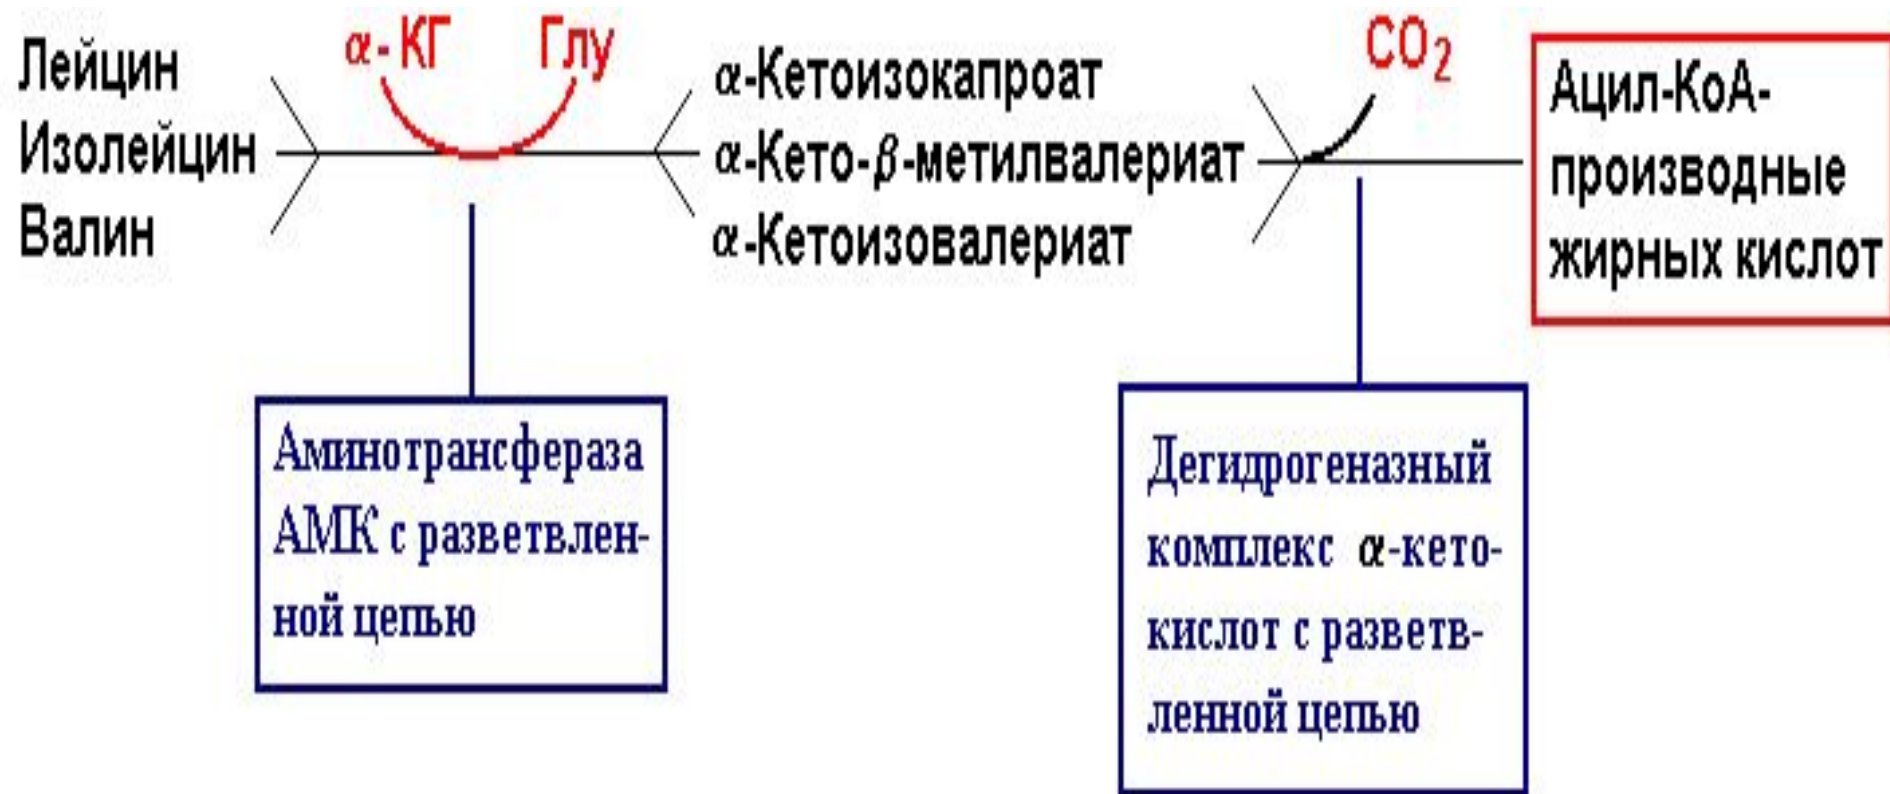 Лейцин
Изолейцин
Валин
α- КГ
Глу
α-Кетоизокапроат
α-Кето-β-метилвалериат
α-Кетоизовалериат
CO₂
Ацил-КоА-
производные
жирных кислот
Аминотрансфераза
АМК с разветвлен-
ной цепью
Дегидрогеназный
комплекс α-кето-
кислот с разветв-
ленной цепью